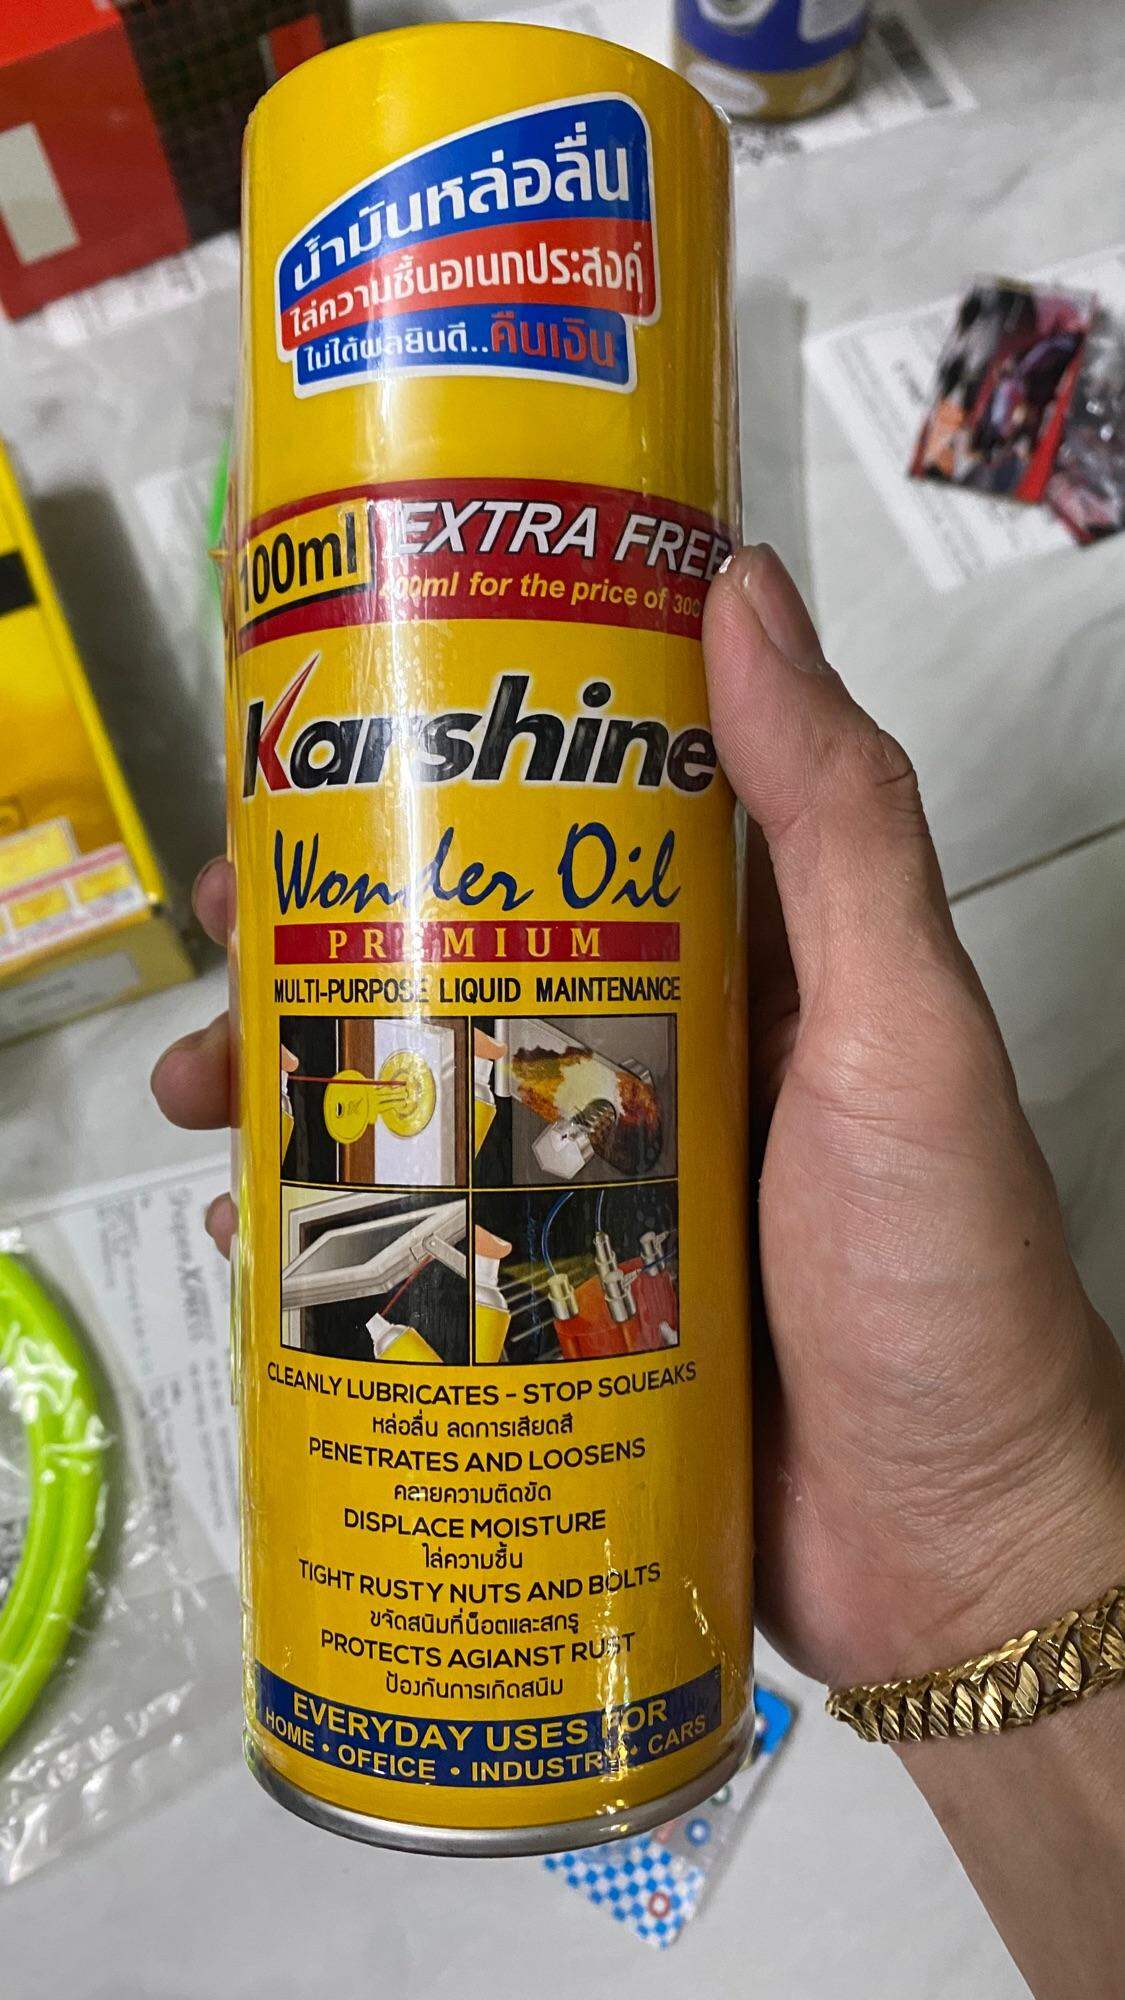 น้ำมันหล่อลื่น
ไล่ความชื้นอเนกประสงค์
ไม่ได้ผลยินดี..คืนเงิน
100ml EXTRA FREE
400ml for the price of 300
Karshine
Wonder Oil
PREMIUM
MULTI-PURPOSE LIQUID MAINTENANCE
CLEANLY LUBRICATES - STOP SQUEAKS
หล่อลื่น ลดการเสียดสี
PENETRATES AND LOOSENS
คลายความติดขัด
DISPLACE MOISTURE
ไล่ความชื้น
TIGHT RUSTY NUTS AND BOLTS
ขจัดสนิมที่น็อตและสกรู
PROTECTS AGIANST RUST
ป้องกันการเกิดสนิม
EVERYDAY USES FOR
HOME • OFFICE • INDUSTRY • CARS